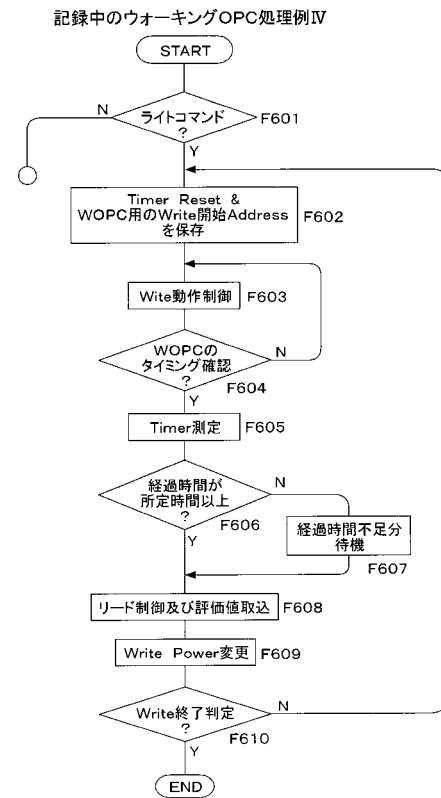 記録中のウォーキングOPC処理例Ⅳ
START
N
ライトコマンド
?
F601
Y
Timer Reset &
WOPC用のWrite開始Address
を保存
F602
Wite動作制御
F603
WOPCの
タイミング確認
?
N
F604
Y
Timer測定
F605
経過時間が
所定時間以上
?
N
F606
Y
経過時間不足分
待機
F607
リード制御及び評価値取込
F608
Write Power変更
F609
Write終了判定
?
N
F610
Y
END